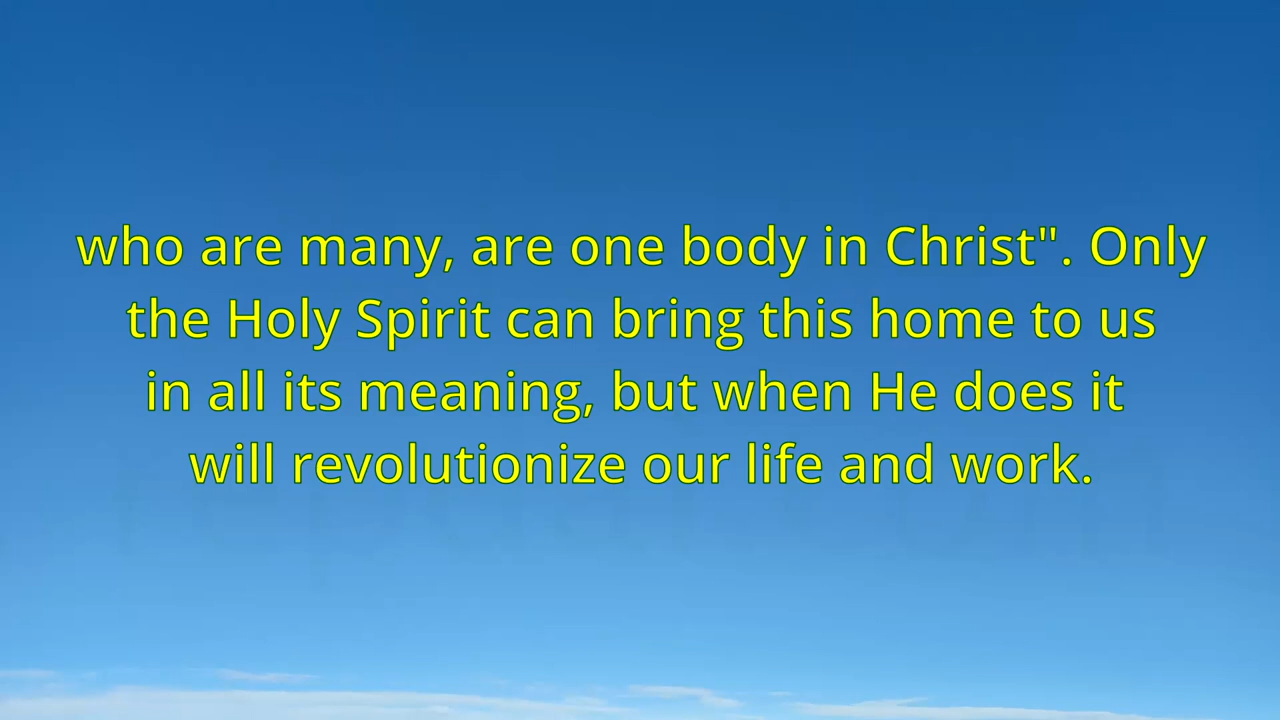 who are many, are one body in Christ". Only
the Holy Spirit can bring this home to us
in all its meaning, but when He does it
will revolutionize our life and work.